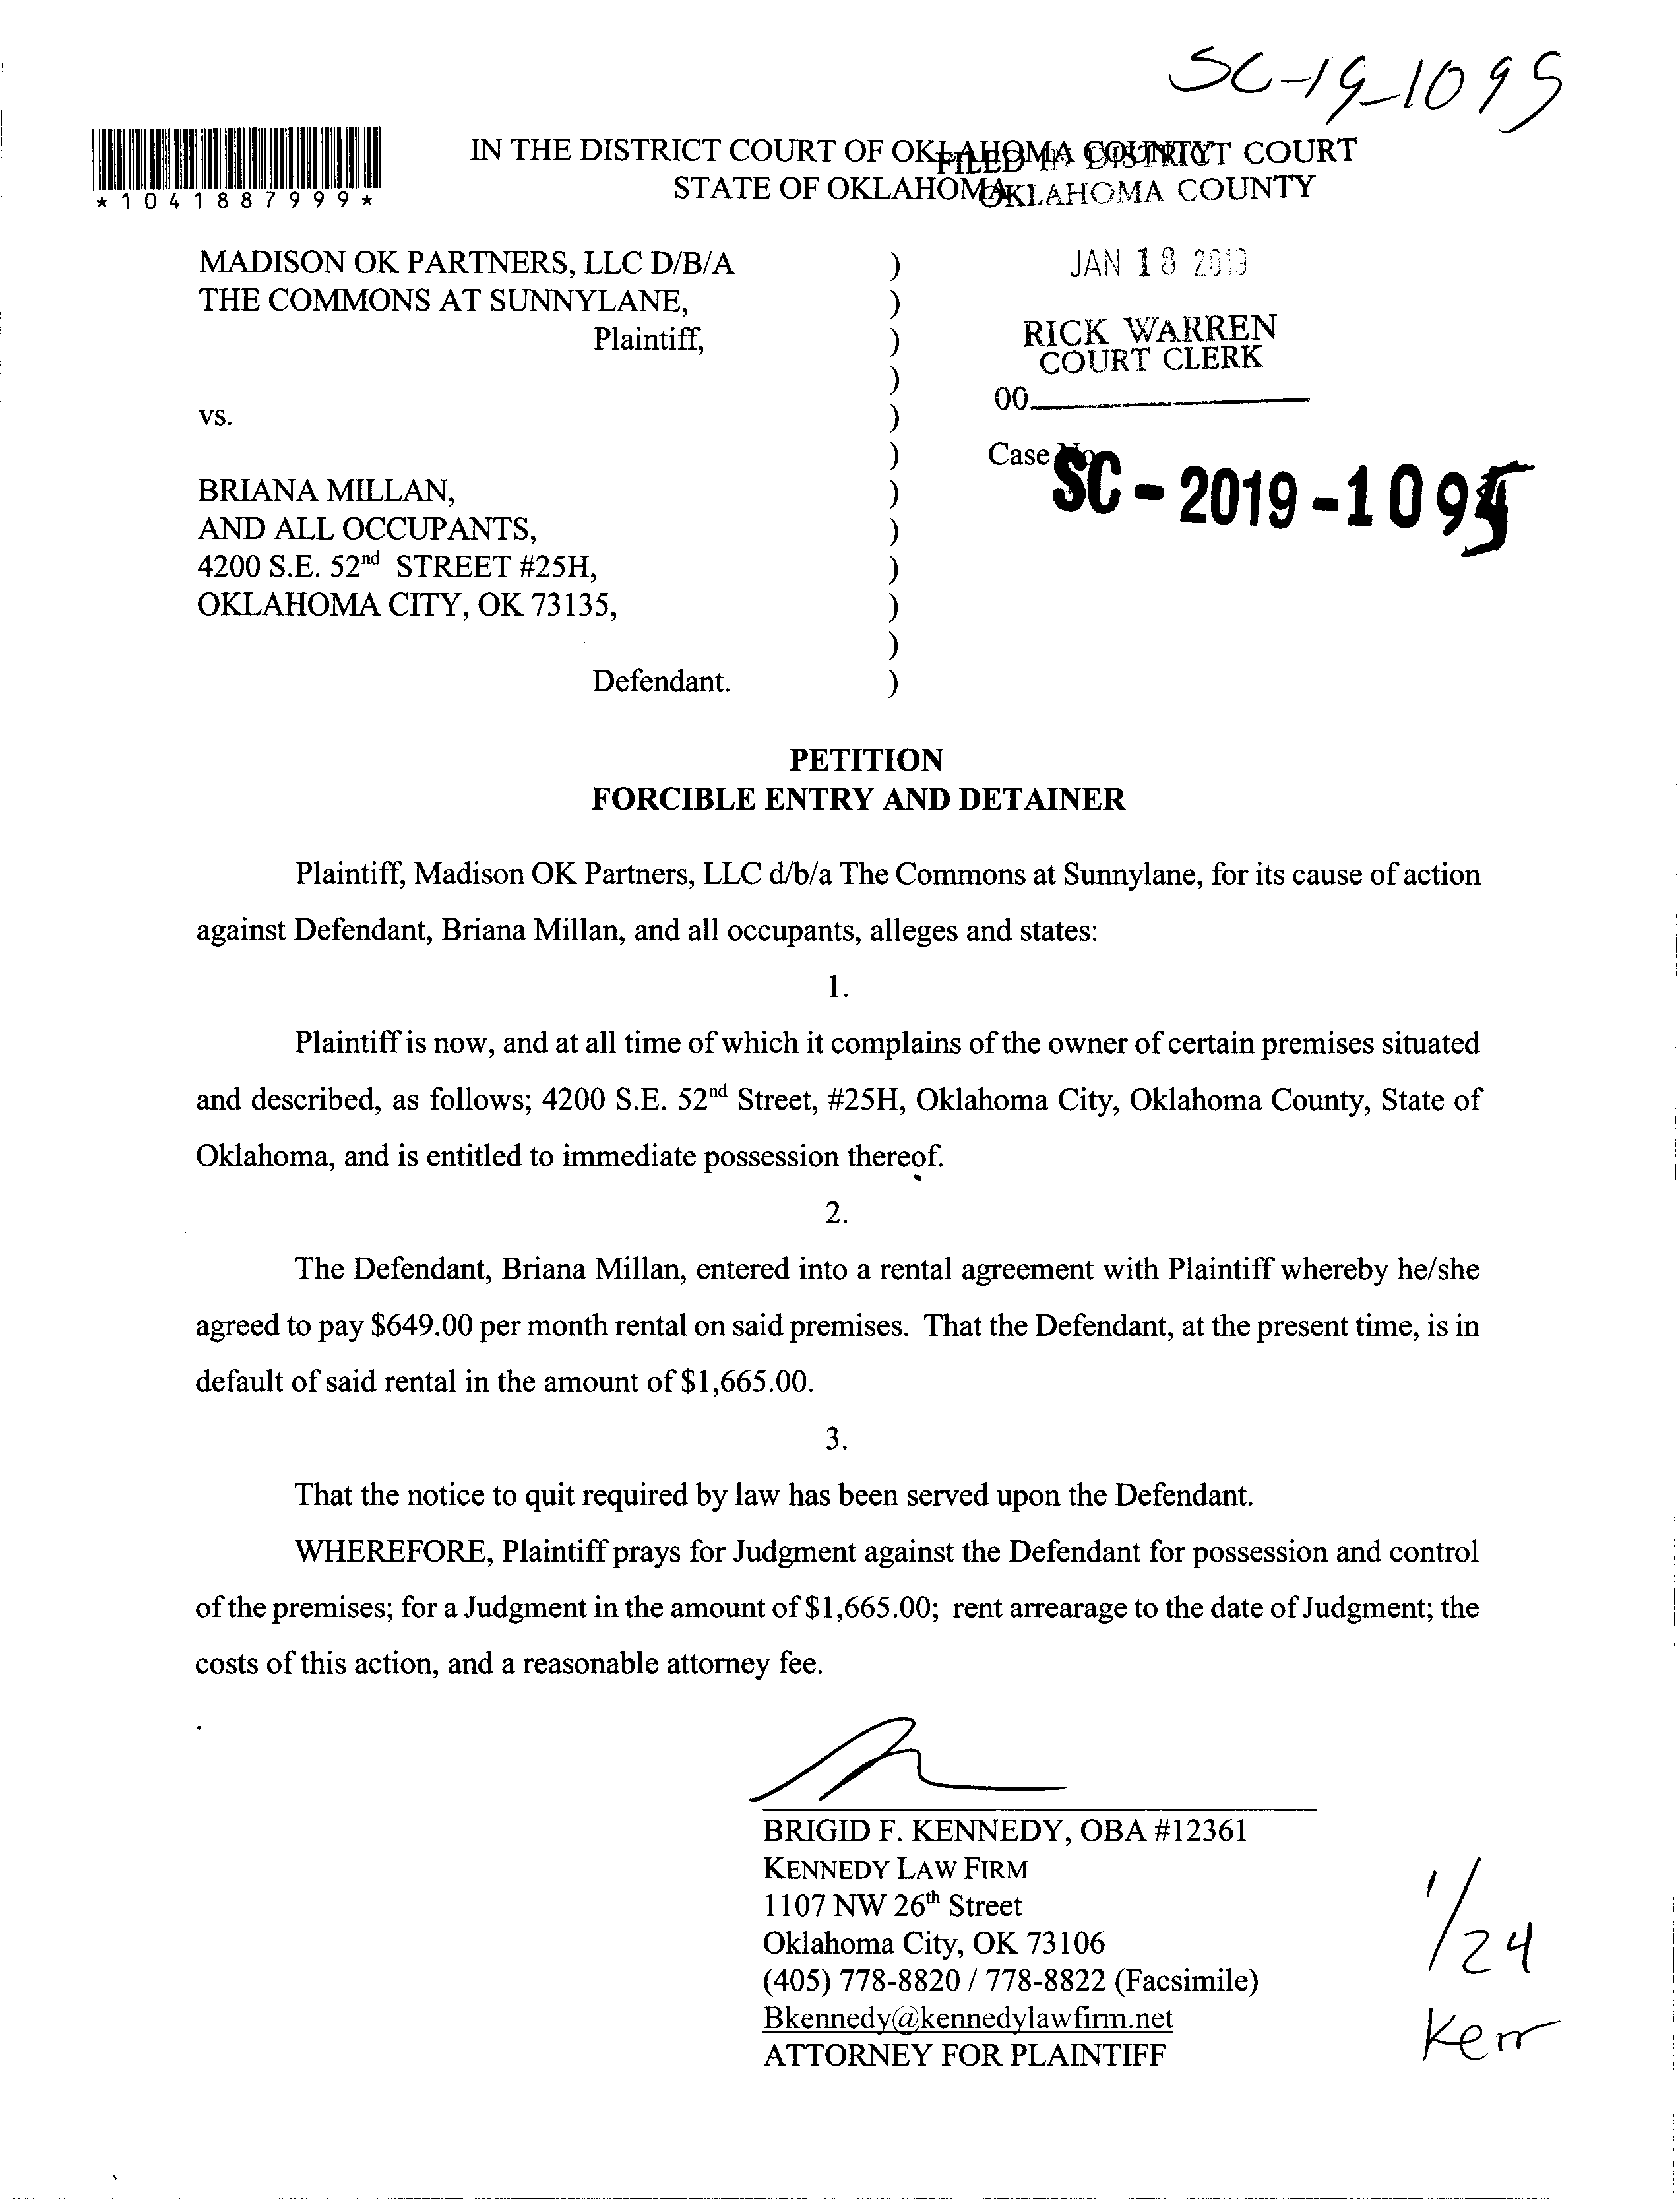 SC-19-1095
*1041887999*
IN THE DISTRICT COURT OF OKLAHOMA COUNTY
STATE OF OKLAHOMA
FILED IN DISTRICT COURT
OKLAHOMA COUNTY
JAN 18 2019
RICK WARREN
COURT CLERK
00
MADISON OK PARTNERS, LLC D/B/A )
THE COMMONS AT SUNNYLANE, )
Plaintiff, )
)
vs. )
) Case No.
SC-2019-1095
BRIANA MILLAN, )
AND ALL OCCUPANTS, )
4200 S.E. 52nd STREET #25H, )
OKLAHOMA CITY, OK 73135, )
)
Defendant. )
PETITION
FORCIBLE ENTRY AND DETAINER
Plaintiff, Madison OK Partners, LLC d/b/a The Commons at Sunnylane, for its cause of action
against Defendant, Briana Millan, and all occupants, alleges and states:
1.
Plaintiff is now, and at all time of which it complains of the owner of certain premises situated
and described, as follows; 4200 S.E. 52nd Street, #25H, Oklahoma City, Oklahoma County, State of
Oklahoma, and is entitled to immediate possession thereof.
2.
The Defendant, Briana Millan, entered into a rental agreement with Plaintiff whereby he/she
agreed to pay $649.00 per month rental on said premises. That the Defendant, at the present time, is in
default of said rental in the amount of $1,665.00.
3.
That the notice to quit required by law has been served upon the Defendant.
WHEREFORE, Plaintiff prays for Judgment against the Defendant for possession and control
of the premises; for a Judgment in the amount of $1,665.00; rent arrearage to the date of Judgment; the
costs of this action, and a reasonable attorney fee.
BRIGID F. KENNEDY, OBA #12361
KENNEDY LAW FIRM
1107 NW 26th Street
Oklahoma City, OK 73106
(405) 778-8820 / 778-8822 (Facsimile)
Bkennedy@kennedylawfirm.net
ATTORNEY FOR PLAINTIFF
1/24
Kerr